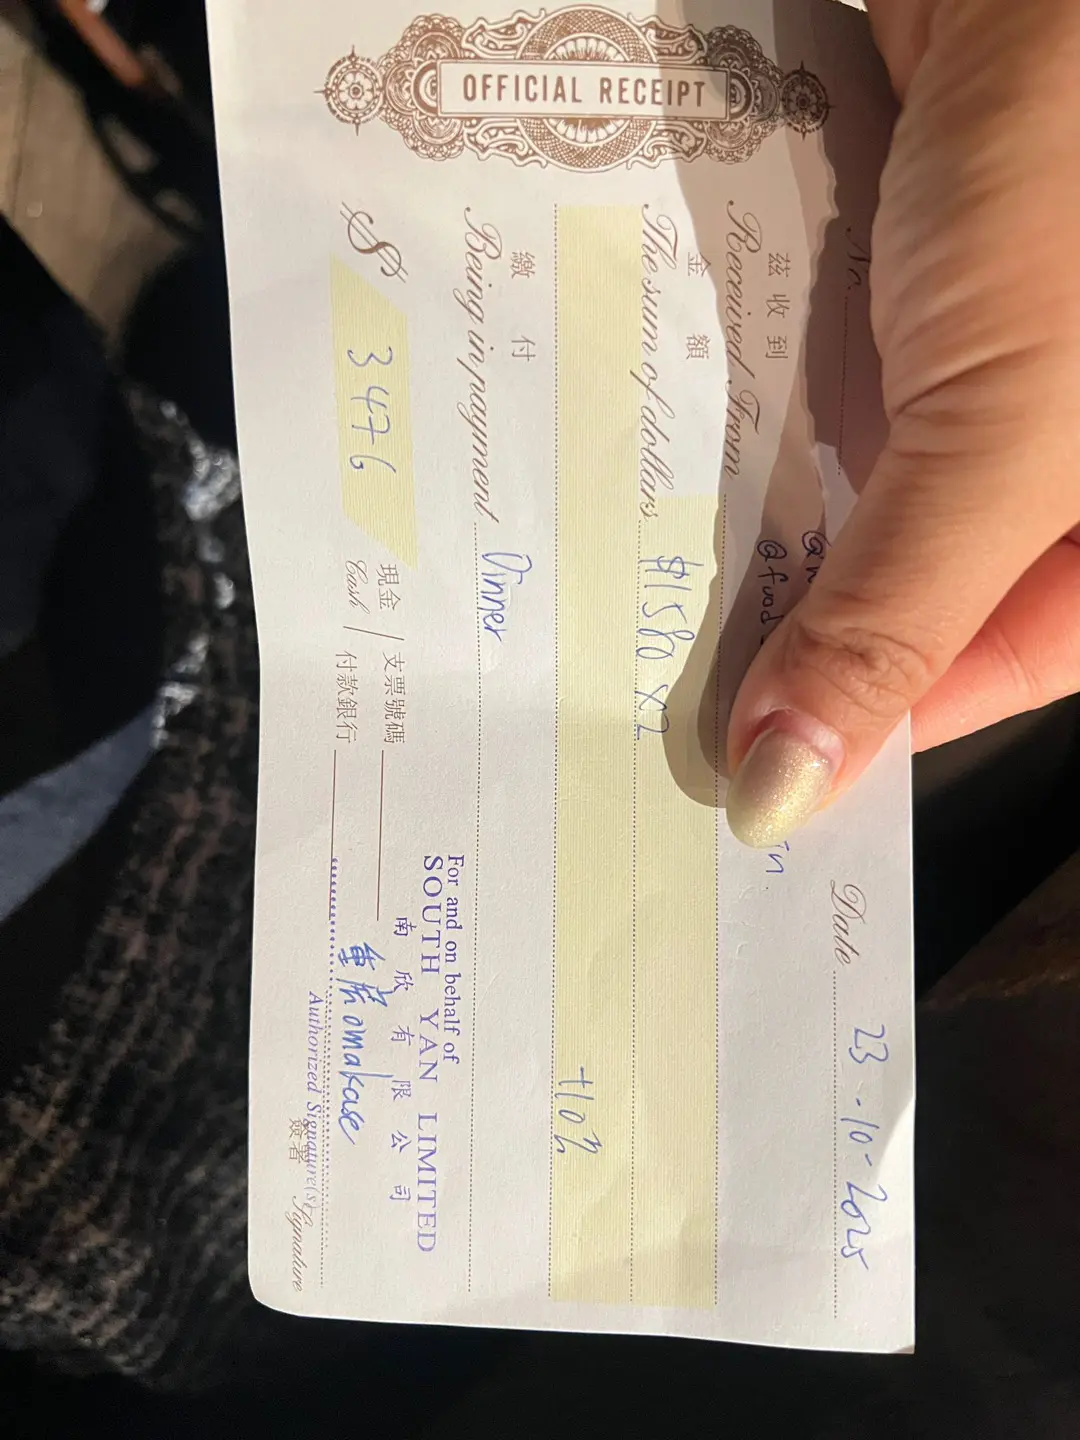 OFFICIAL RECEIPT
No.
Date 23-10-2025
茲收到
Received From
@food
in
金額
The sum of dollars $1580 x2
+10%
繳付
Being in payment Dinner
For and on behalf of
SOUTH YAN LIMITED
南欣有限公司
$ 3476
現金 / 支票號碼
Cash / 付款銀行
omakase
Authorized Signature(s)
簽署 Signature